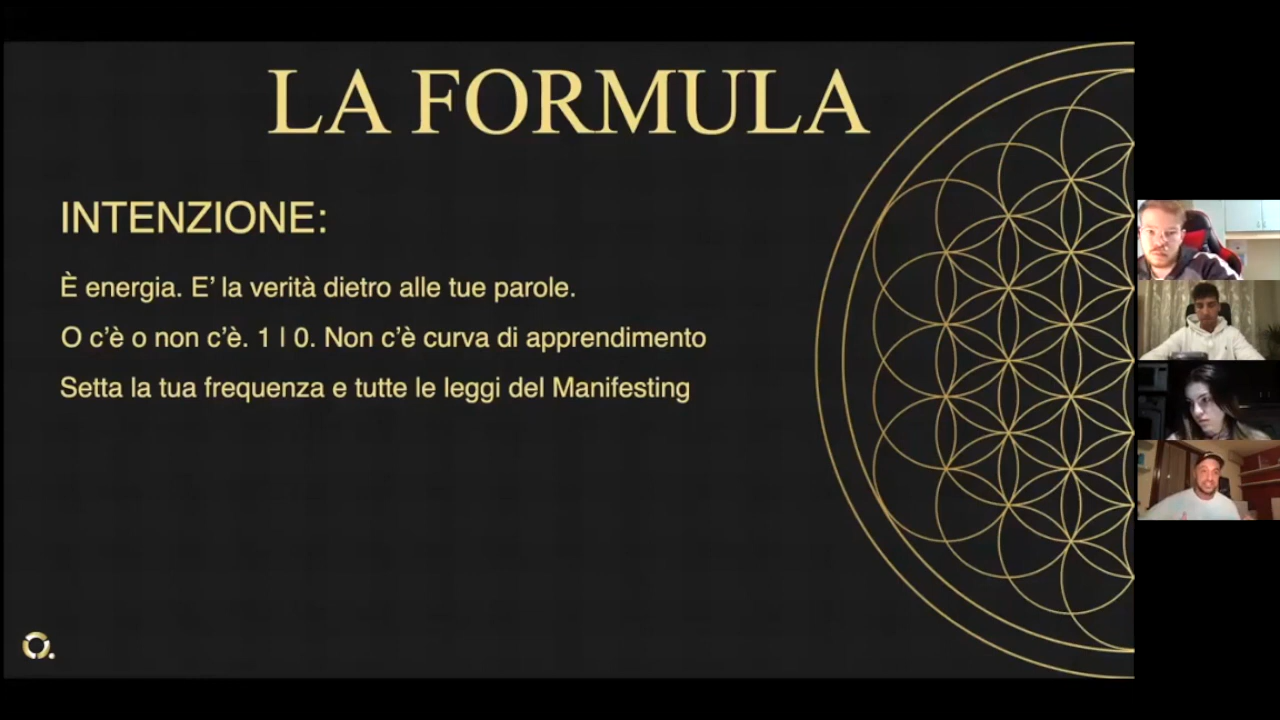 LA FORMULA
INTENZIONE:
È energia. E’ la verità dietro alle tue parole.
O c’è o non c’è. 1 | 0. Non c’è curva di apprendimento
Setta la tua frequenza e tutte le leggi del Manifesting